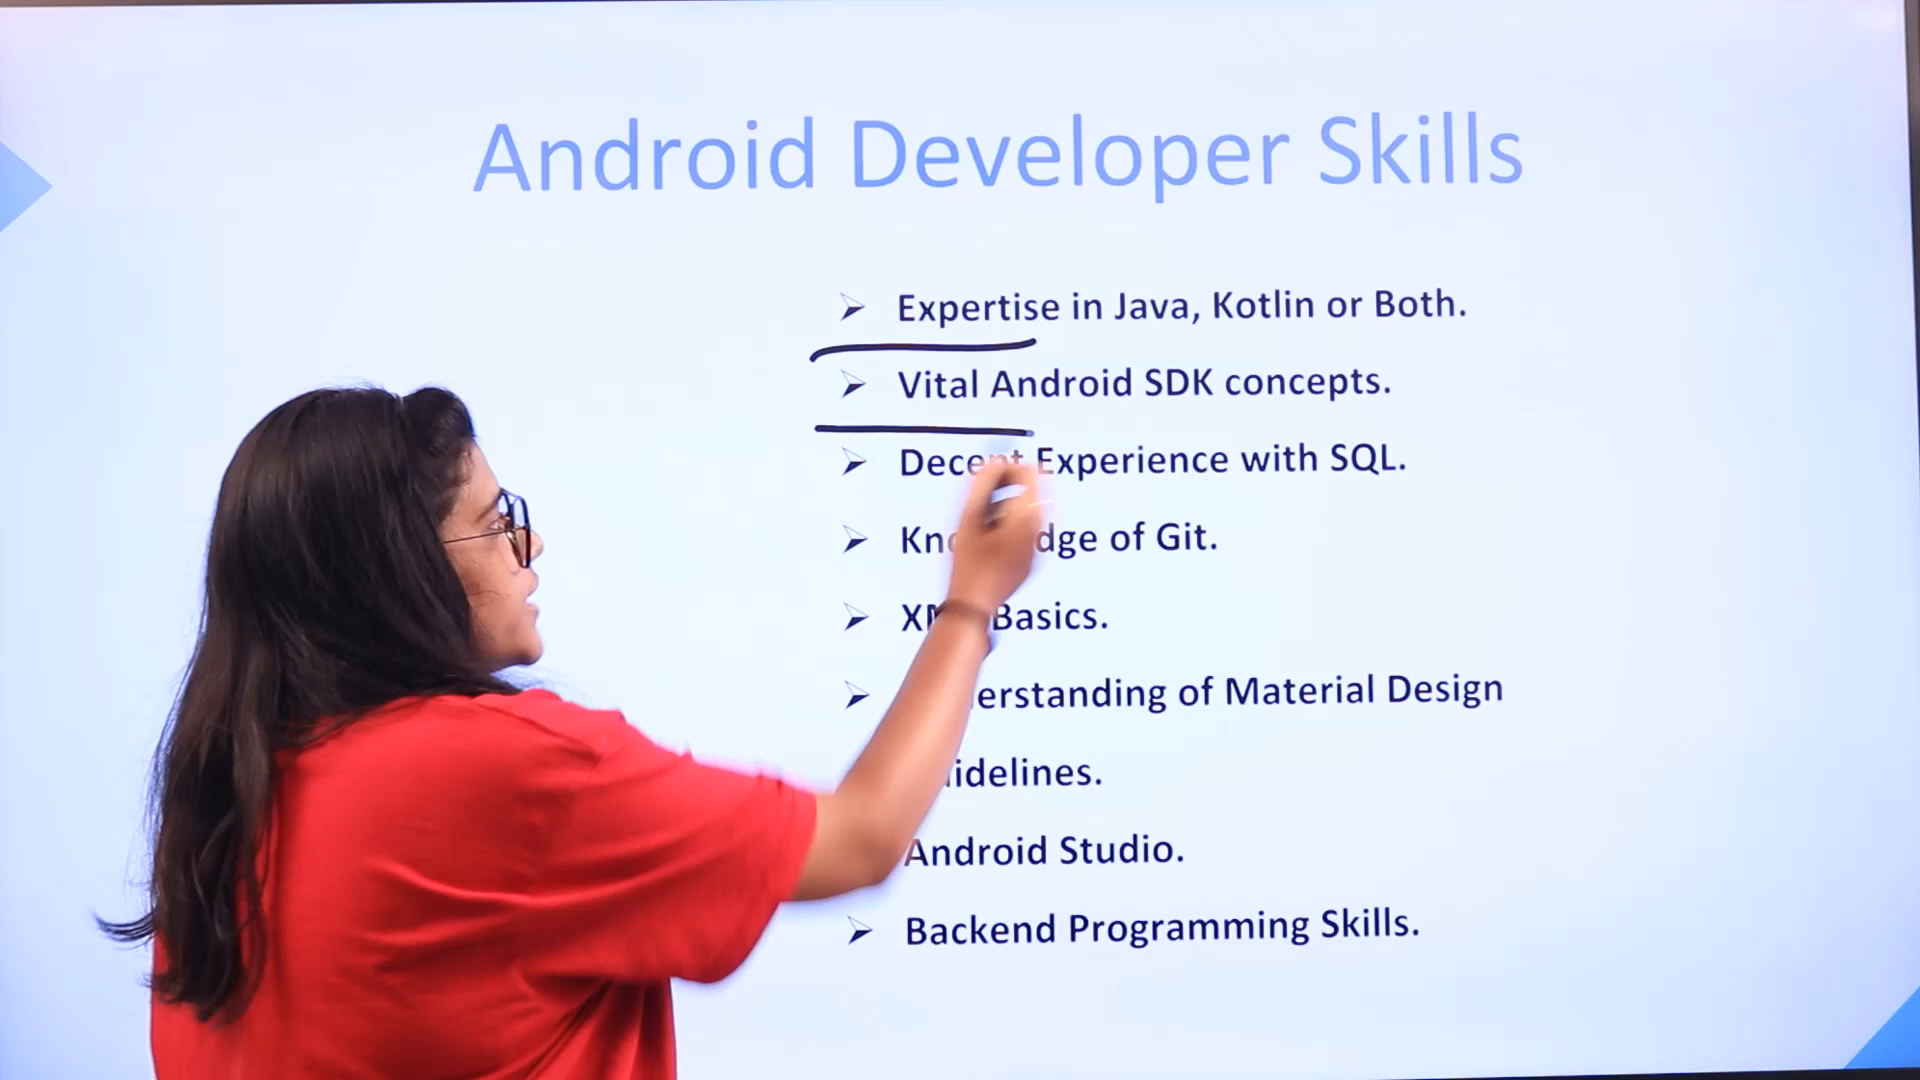 Android Developer Skills
Expertise in Java, Kotlin or Both.
Vital Android SDK concepts.
Decent Experience with SQL.
of Git.
Basics.
of Material Design
Android Studio.
Backend Programming Skills.